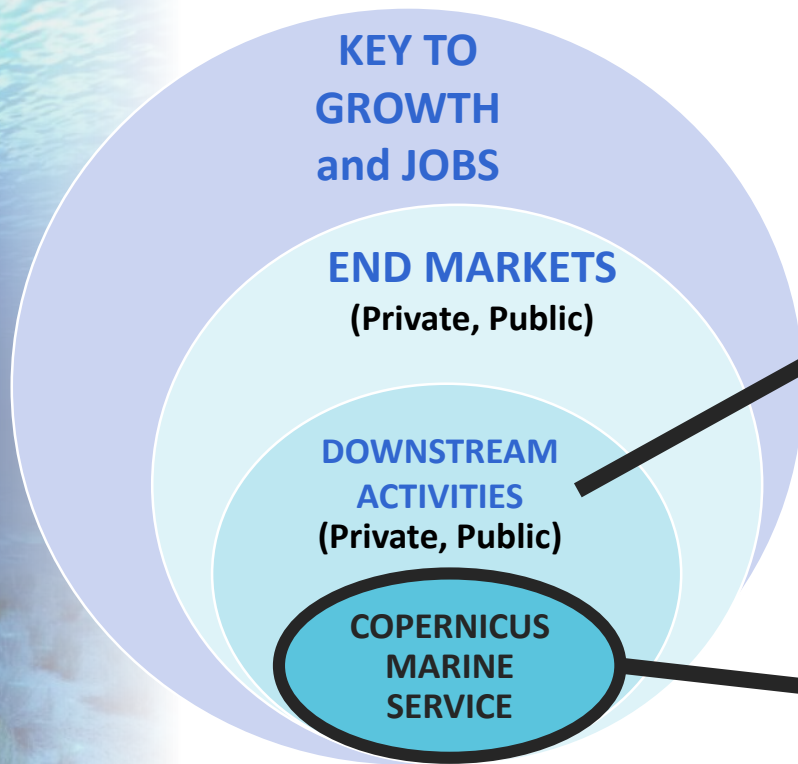 KEY TO
GROWTH
and JOBS
END MARKETS
(Private, Public)
DOWNSTREAM
ACTIVITIES
(Private, Public)
COPERNICUS
MARINE
SERVICE